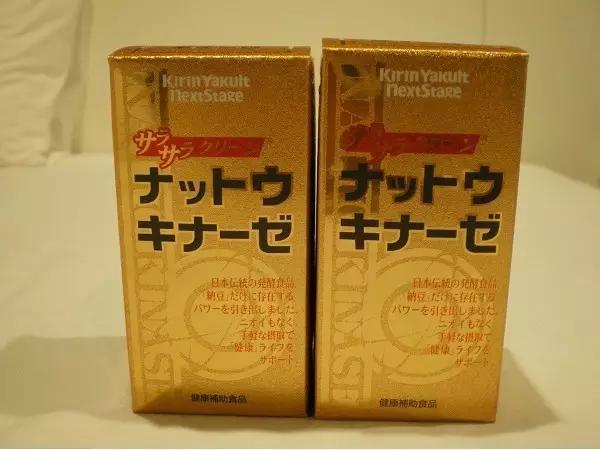 Kirin Yakult
NextStage
サラサラクリーン
ナットウ
キナーゼ
日本伝統の発酵食品
「納豆」だけに存在する
パワーを引き出しました。
ニオイもなく
手軽な摂取で
「健康」ライフを
サポート
健康補助食品
Kirin Yakult
NextStage
ナットウ
キナーゼ
日本伝統の発酵食品
「納豆」だけに存在する
パワーを引き出しました。
ニオイもなく
手軽な摂取で
「健康」ライフを
サポート
健康補助食品